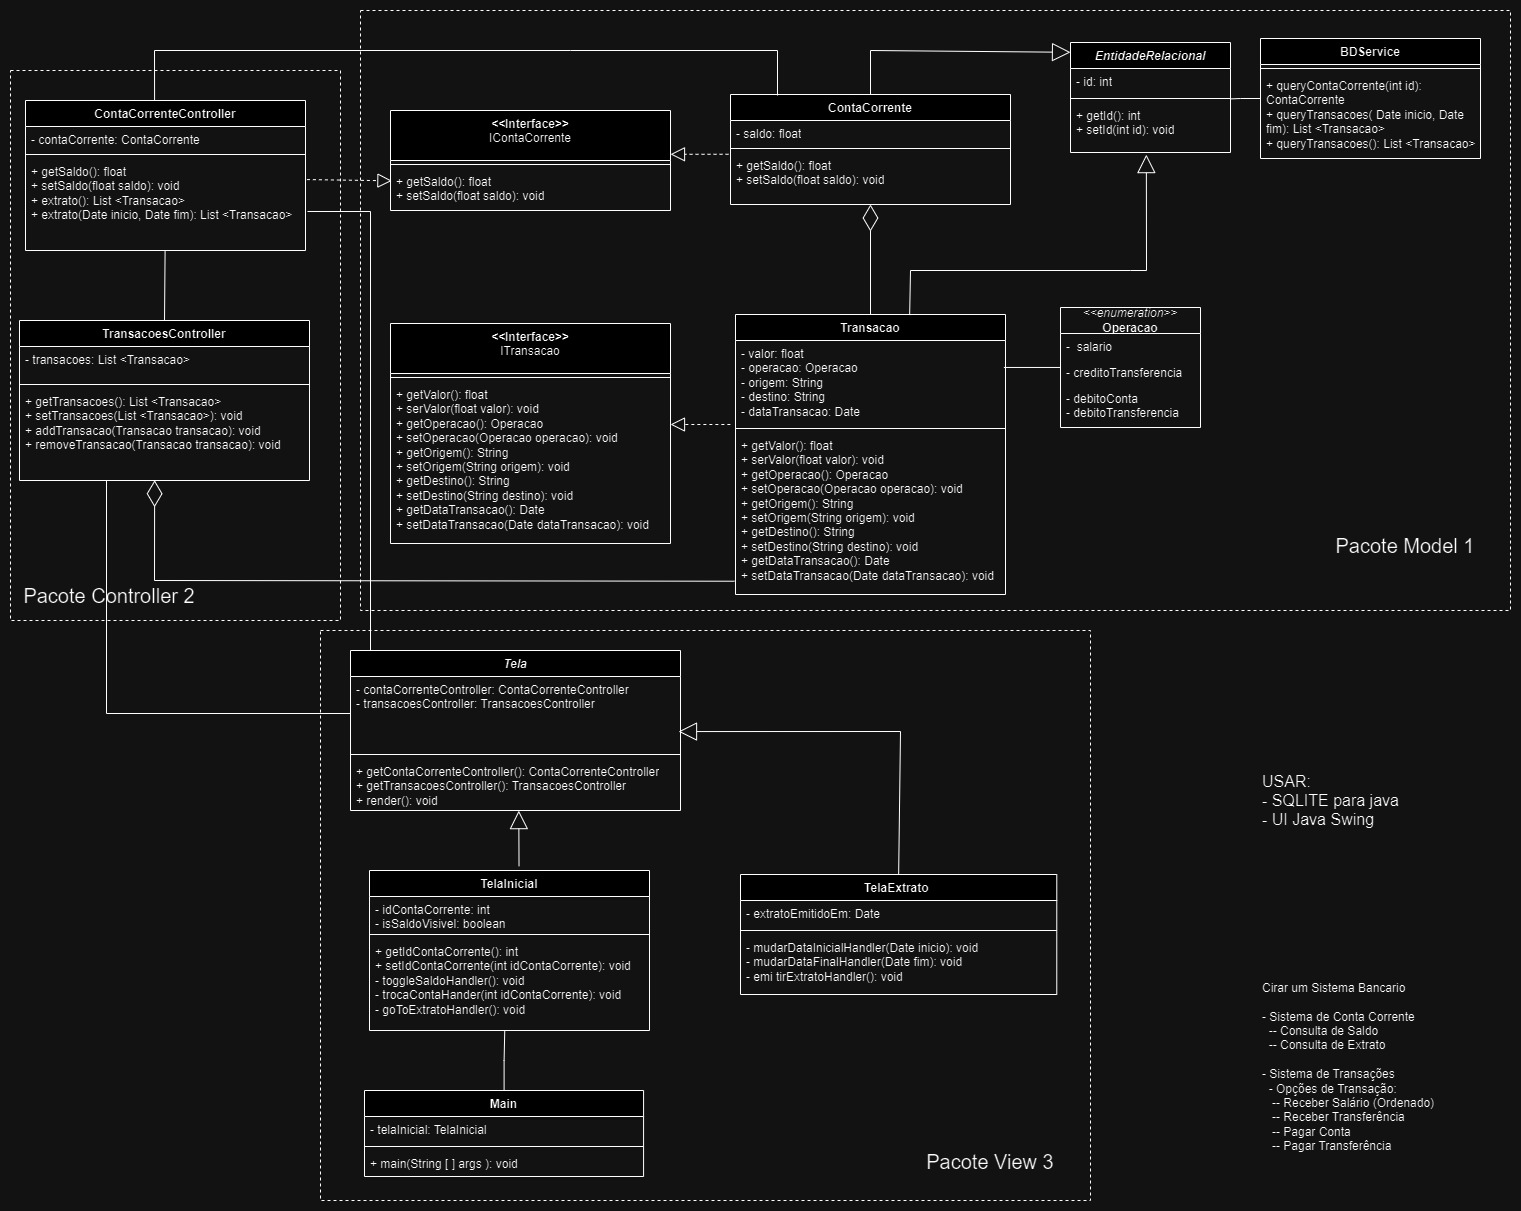 ContaCorrenteController
- contaCorrente: ContaCorrente
+ getSaldo(): float
+ setSaldo(float saldo): void
+ extrato(): List <Transacao>
+ extrato(Date inicio, Date fim): List <Transacao>
TransacoesController
- transacoes: List <Transacao>
+ getTransacoes(): List <Transacao>
+ setTransacoes(List <Transacao>): void
+ addTransacao(Transacao transacao): void
+ removeTransacao(Transacao transacao): void
Pacote Controller 2
<<Interface>>
IContaCorrente
+ getSaldo(): float
+ setSaldo(float saldo): void
ContaCorrente
- saldo: float
+ getSaldo(): float
+ setSaldo(float saldo): void
EntidadeRelacional
- id: int
+ getId(): int
+ setId(int id): void
BDService
+ queryContaCorrente(int id):
ContaCorrente
+ queryTransacoes( Date inicio, Date
fim): List <Transacao>
+ queryTransacoes(): List <Transacao>
<<Interface>>
ITransacao
+ getValor(): float
+ serValor(float valor): void
+ getOperacao(): Operacao
+ setOperacao(Operacao operacao): void
+ getOrigem(): String
+ setOrigem(String origem): void
+ getDestino(): String
+ setDestino(String destino): void
+ getDataTransacao(): Date
+ setDataTransacao(Date dataTransacao): void
Transacao
- valor: float
- operacao: Operacao
- origem: String
- destino: String
- dataTransacao: Date
+ getValor(): float
+ serValor(float valor): void
+ getOperacao(): Operacao
+ setOperacao(Operacao operacao): void
+ getOrigem(): String
+ setOrigem(String origem): void
+ getDestino(): String
+ setDestino(String destino): void
+ getDataTransacao(): Date
+ setDataTransacao(Date dataTransacao): void
<<enumeration>>
Operacao
- salario
- creditoTransferencia
- debitoConta
- debitoTransferencia
Pacote Model 1
Tela
- contaCorrenteController: ContaCorrenteController
- transacoesController: TransacoesController
+ getContaCorrenteController(): ContaCorrenteController
+ getTransacoesController(): TransacoesController
+ render(): void
TelaInicial
- idContaCorrente: int
- isSaldoVisivel: boolean
+ getIdContaCorrente(): int
+ setIdContaCorrente(int idContaCorrente): void
- toggleSaldoHandler(): void
- trocaContaHander(int idContaCorrente): void
- goToExtratoHandler(): void
TelaExtrato
- extratoEmitidoEm: Date
- mudarDataInicialHandler(Date inicio): void
- mudarDataFinalHandler(Date fim): void
- emi tirExtratoHandler(): void
Main
- telaInicial: TelaInicial
+ main(String [ ] args ): void
Pacote View 3
USAR:
- SQLITE para java
- UI Java Swing
Cirar um Sistema Bancario
- Sistema de Conta Corrente
-- Consulta de Saldo
-- Consulta de Extrato
- Sistema de Transações
- Opções de Transação:
-- Receber Salário (Ordenado)
-- Receber Transferência
-- Pagar Conta
-- Pagar Transferência